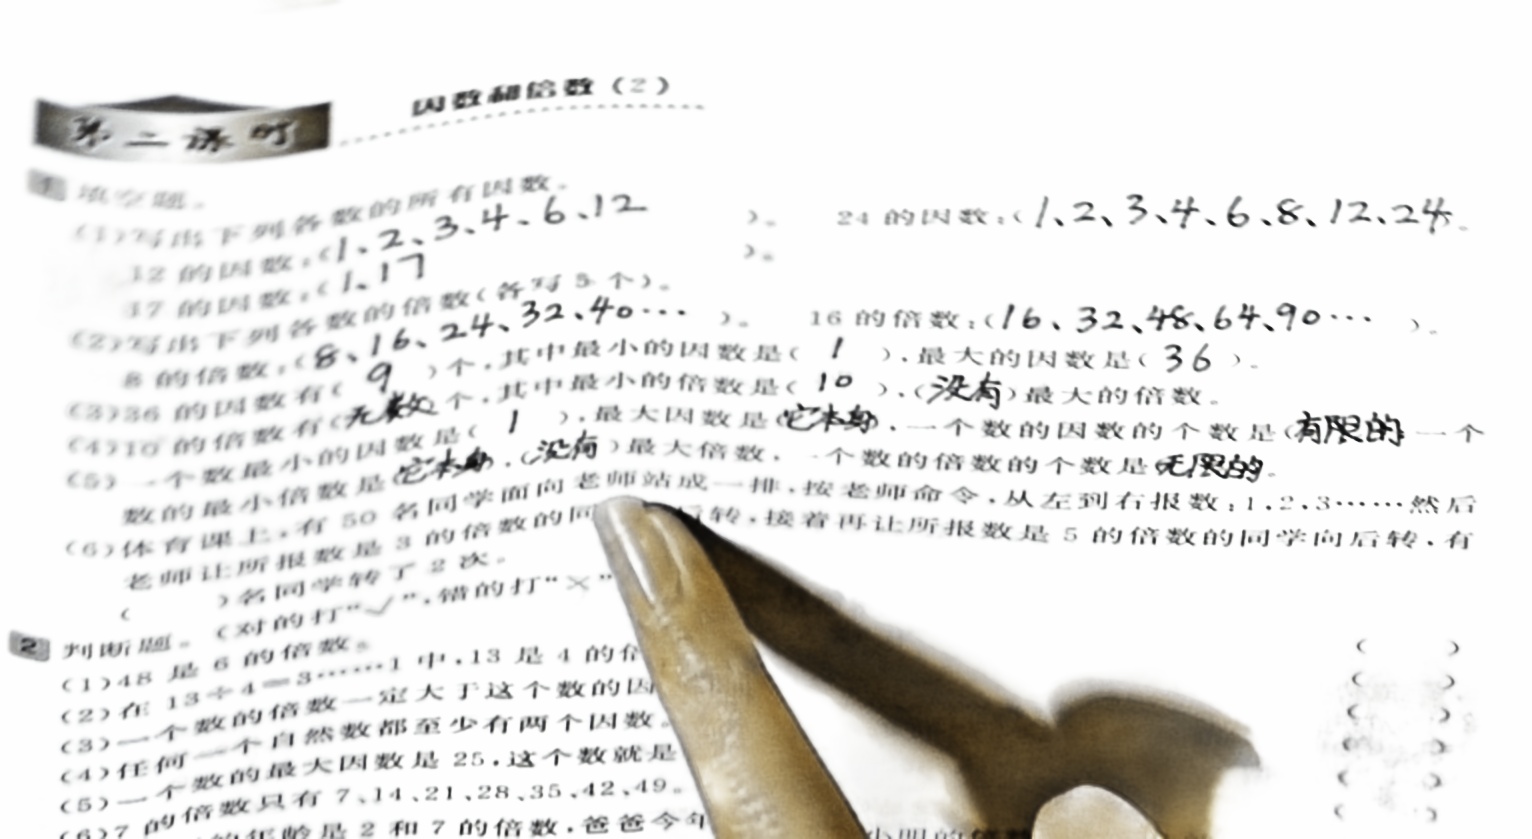 因数和倍数（2）
第二课时
1 填空题。
(1)写出下列各数的所有因数。
12 的因数:(1、2、3、4、6、12 )。 24 的因数:(1、2、3、4、6、8、12、24。
17 的因数:(1、17 )。
(2)写出下列各数的倍数(各写 5 个)。
8 的倍数:(8、16、24、32、40… )。 16 的倍数:(16、32、48、64、90… )。
(3)36 的因数有( 9 )个,其中最小的因数是( 1 ),最大的因数是( 36 )。
(4)10 的倍数有(无数)个,其中最小的倍数是( 10 ),(没有)最大的倍数。
(5)一个数最小的因数是( 1 ),最大因数是(它本身,一个数的因数的个数是(有限的 一个
数的最小倍数是(它本身,(没有)最大倍数,一个数的倍数的个数是无限的。
(6)体育课上,有 50 名同学面向老师站成一排,按老师命令,从左到右报数:1,2,3……然后
老师让所报数是 3 的倍数的同 后转,接着再让所报数是 5 的倍数的同学向后转,有
( )名同学转了 2 次。
2 判断题。(对的打“✓”,错的打“×”
(1)48 是 6 的倍数。 ( )
(2)在 13÷4=3……1 中,13 是 4 的倍 ( )
(3)一个数的倍数一定大于这个数的因 ( )
(4)任何一个自然数都至少有两个因数。 ( )
(5)一个数的最大因数是 25,这个数就是 ( )
(6)7 的倍数只有 7、14、21、28、35、42、49。 ( )
的年龄是 2 和 7 的倍数,爸爸今年 小明的倍数